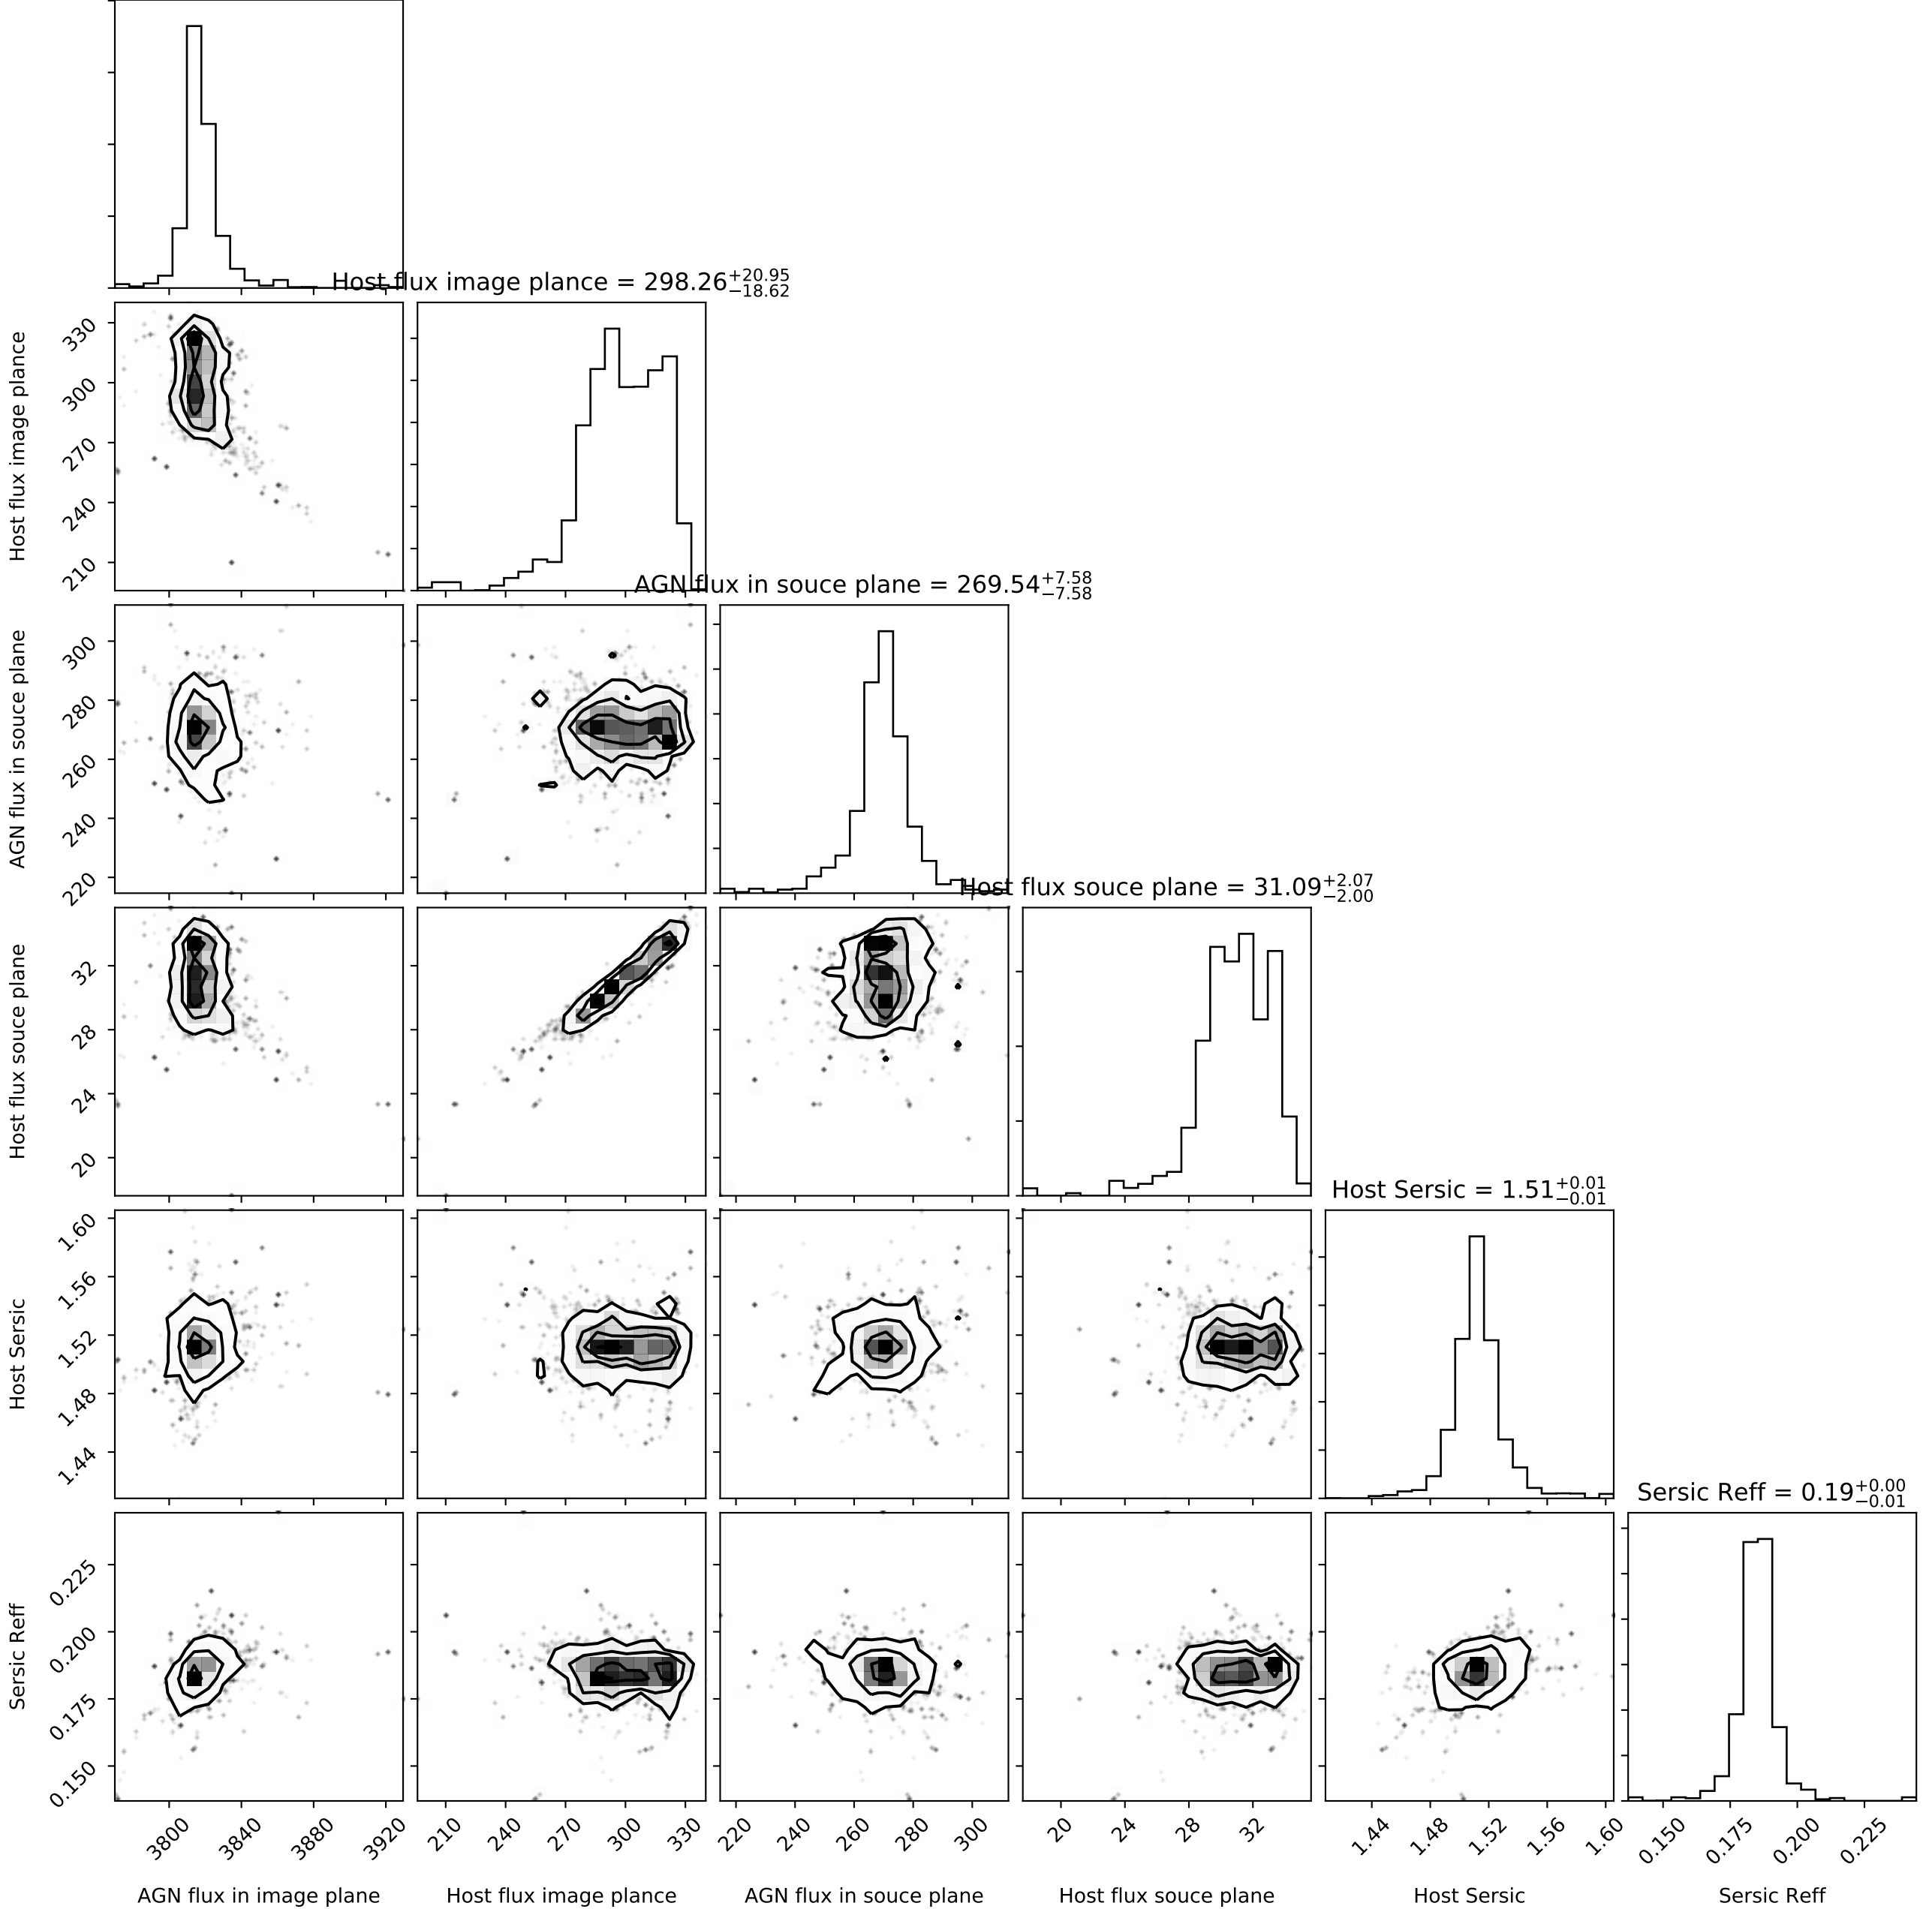 Host flux image plance = 298.26+20.95−18.62
330
300
270
240
210
Host flux image plance
AGN flux in souce plane = 269.54+7.58−7.58
300
280
260
240
220
AGN flux in souce plane
Host flux souce plane = 31.09+2.07−2.00
32
28
24
20
Host flux souce plane
Host Sersic = 1.51+0.01−0.01
1.60
1.56
1.52
1.48
1.44
Host Sersic
Sersic Reff = 0.19+0.00−0.01
0.225
0.200
0.175
0.150
Sersic Reff
3800 3840 3880 3920 210 240 270 300 330 220 240 260 280 300 20 24 28 32 1.44 1.48 1.52 1.56 1.60 0.150 0.175 0.200 0.225
AGN flux in image plane Host flux image plance AGN flux in souce plane Host flux souce plane Host Sersic Sersic Reff